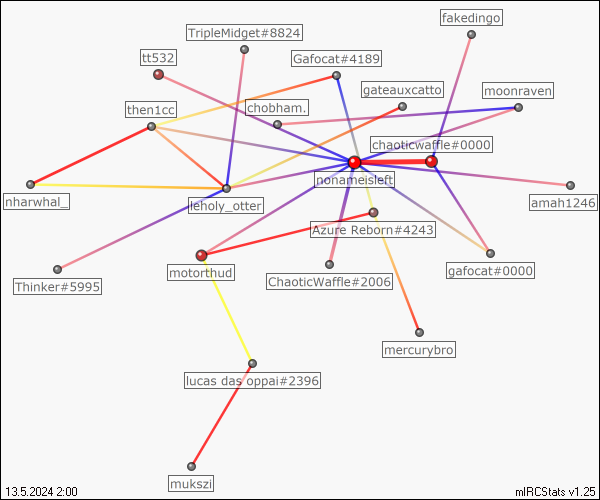 fakedingo
TripleMidget#8824
tt532
Gafocat#4189
gateauxcatto
moonraven
then1cc
chobham.
chaoticwaffle#0000
nonameisleft
nharwhal_
leholy_otter
amah1246
Azure Reborn#4243
motorthud
gafocat#0000
Thinker#5995
ChaoticWaffle#2006
mercurybro
lucas das oppai#2396
mukszi
13.5.2024 2:00
mIRCStats v1.25